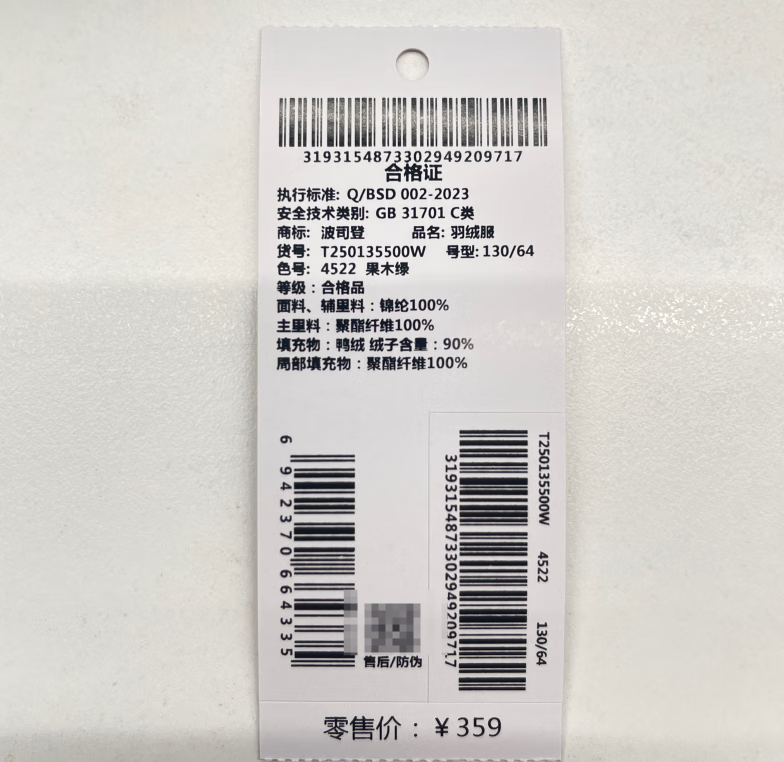 3193154873302949209717
合格证
执行标准: Q/BSD 002-2023
安全技术类别: GB 31701 C类
商标: 波司登 品名: 羽绒服
货号: T250135500W 号型: 130/64
色号: 4522 果木绿
等级：合格品
面料、辅里料：锦纶100%
主里料：聚酯纤维100%
填充物：鸭绒 绒子含量：90%
局部填充物：聚酯纤维100%
6 942370 664335
售后/防伪
3193154873302949209717
T250135500W 4522 130/64
零售价：￥359